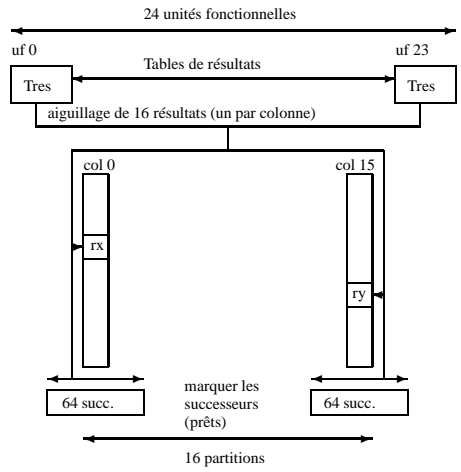 24 unités fonctionnelles
uf 0
uf 23
Tables de résultats
Tres
Tres
aiguillage de 16 résultats (un par colonne)
col 0
col 15
rx
ry
marquer les
successeurs
(prêts)
64 succ.
64 succ.
16 partitions